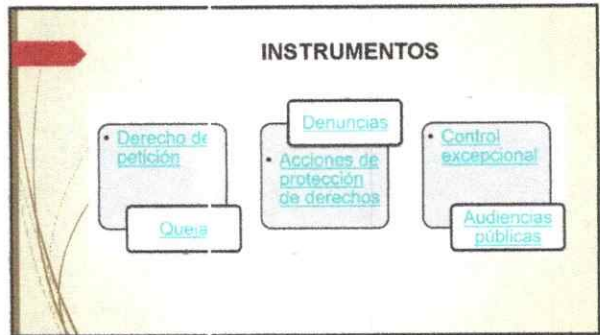 INSTRUMENTOS
• Derecho de
petición
Queja
Denuncias
• Acciones de
protección
de derechos
• Control
excepcional
Audiencias
públicas